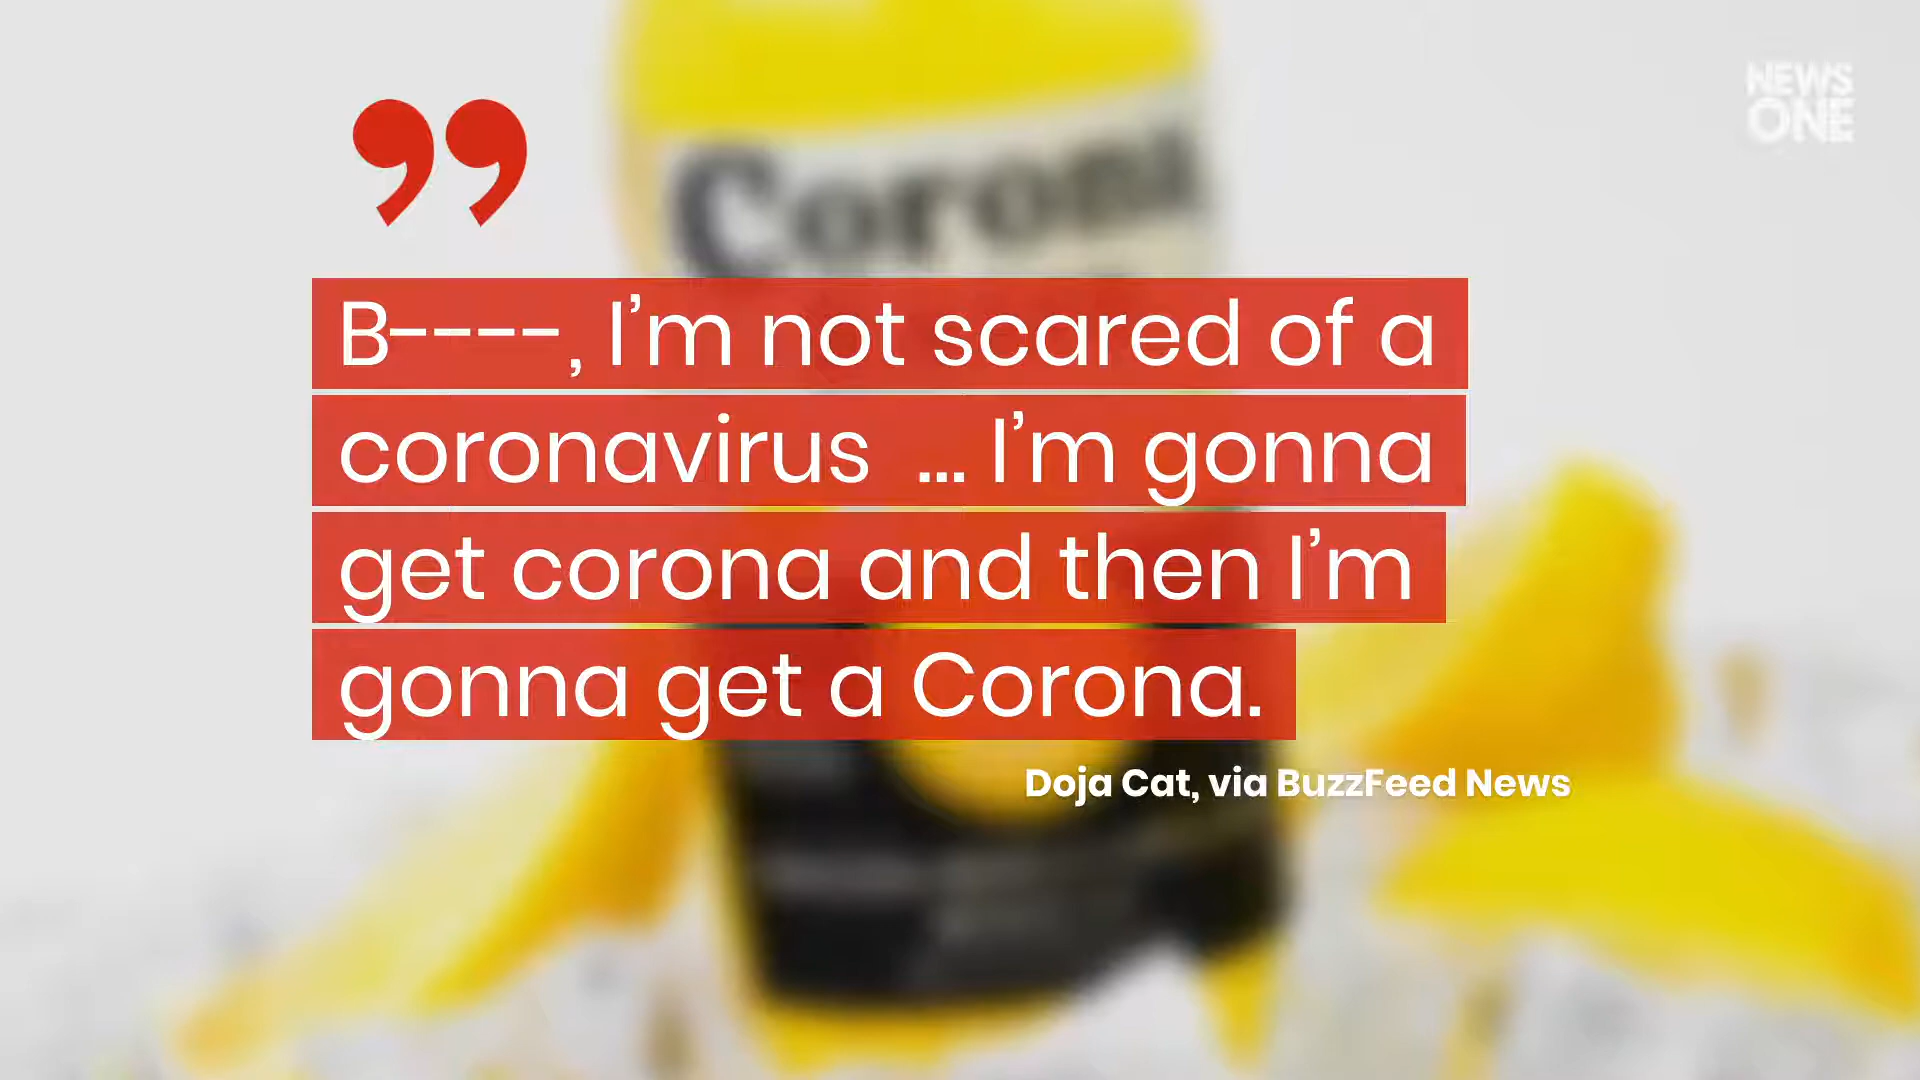 NEWS
ONE
”
B----, I’m not scared of a
coronavirus ... I’m gonna
get corona and then I’m
gonna get a Corona.
Doja Cat, via BuzzFeed News